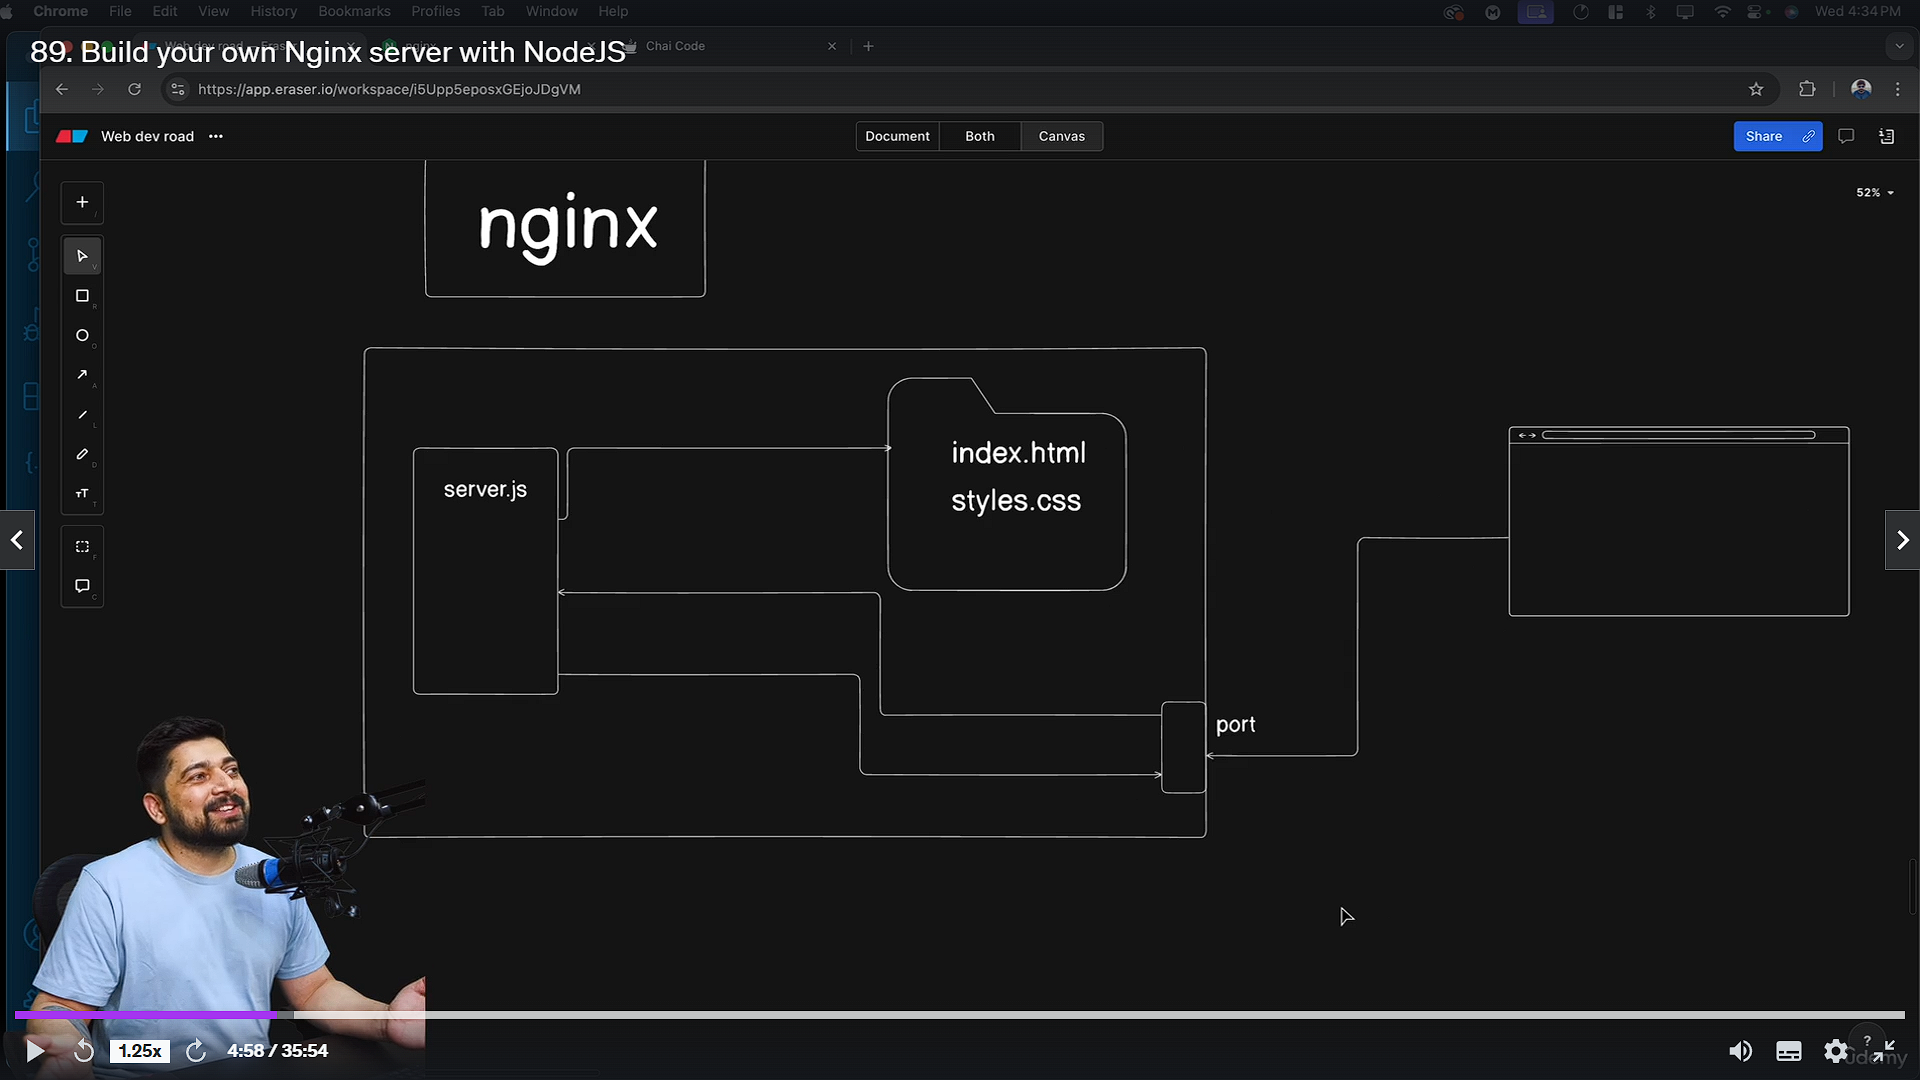 Chrome File Edit View History Bookmarks Profiles Tab Window Help
Wed 4:34 PM
89. Build your own Nginx server with NodeJS
Chai Code
https://app.eraser.io/workspace/i5Upp5eposxGEjoJDgVM
Web dev road
Document Both Canvas
Share
52%
nginx
server.js
index.html
styles.css
port
1.25x
4:58 / 35:54
udemy